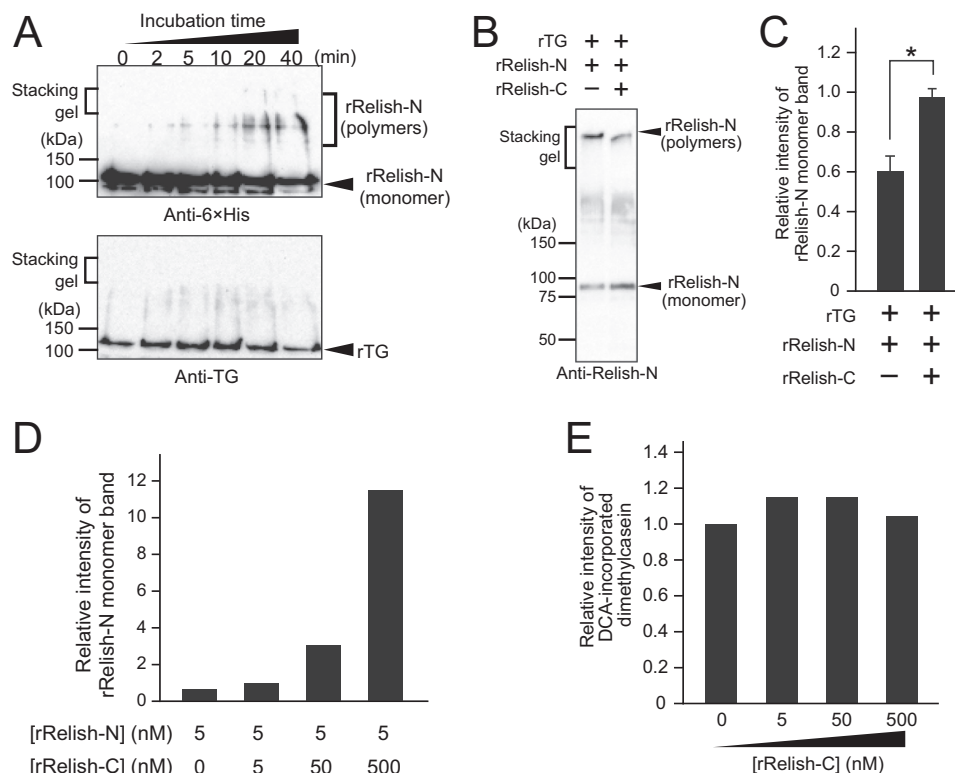 A
Incubation time
0 2 5 10 20 40 (min)
Stacking
gel
(kDa)
150
100
rRelish-N
(polymers)
rRelish-N
(monomer)
Anti-6×His
Stacking
gel
(kDa)
150
100
rTG
Anti-TG
B
rTG + +
rRelish-N + +
rRelish-C − +
Stacking
gel
(kDa)
150
100
75
50
rRelish-N
(polymers)
rRelish-N
(monomer)
Anti-Relish-N
C
Relative intensity of
rRelish-N monomer band
1.2
1.0
0.8
0.6
0.4
0.2
0
*
rTG + +
rRelish-N + +
rRelish-C − +
D
Relative intensity of
rRelish-N monomer band
12
10
8
6
4
2
0
[rRelish-N] (nM) 5 5 5 5
[rRelish-C] (nM) 0 5 50 500
E
Relative intensity of
DCA-incorporated
dimethylcasein
1.4
1.2
1.0
0.8
0.6
0.4
0.2
0
0 5 50 500
[rRelish-C] (nM)